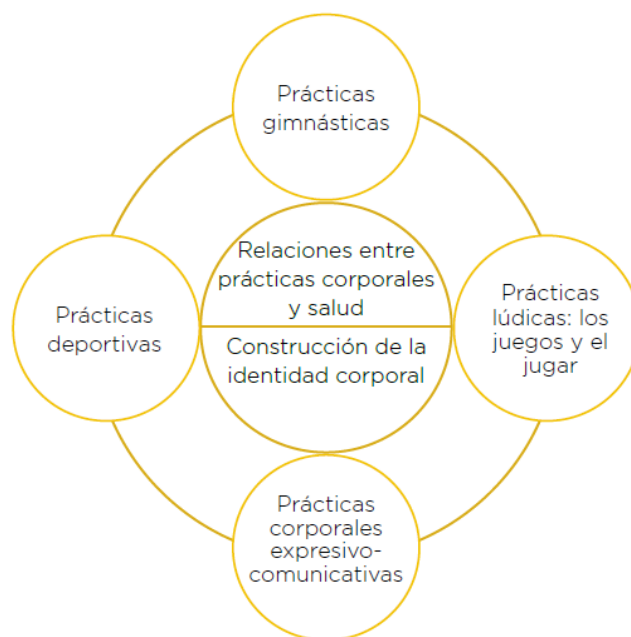 Prácticas
gimnásticas
Relaciones entre
prácticas corporales
y salud
Construcción de la
identidad corporal
Prácticas
deportivas
Prácticas
lúdicas: los
juegos y el
jugar
Prácticas
corporales
expresivo-
comunicativas